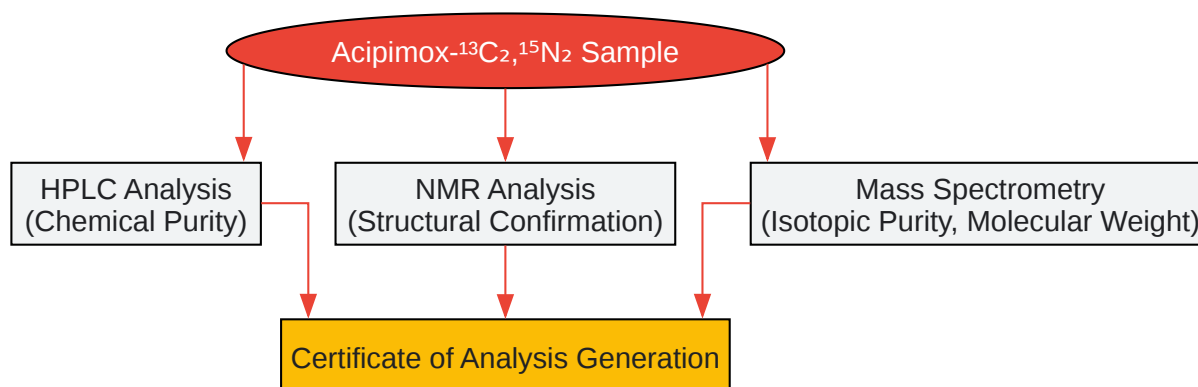 Acipimox-¹³C₂,¹⁵N₂ Sample
HPLC Analysis
(Chemical Purity)
NMR Analysis
(Structural Confirmation)
Mass Spectrometry
(Isotopic Purity, Molecular Weight)
Certificate of Analysis Generation